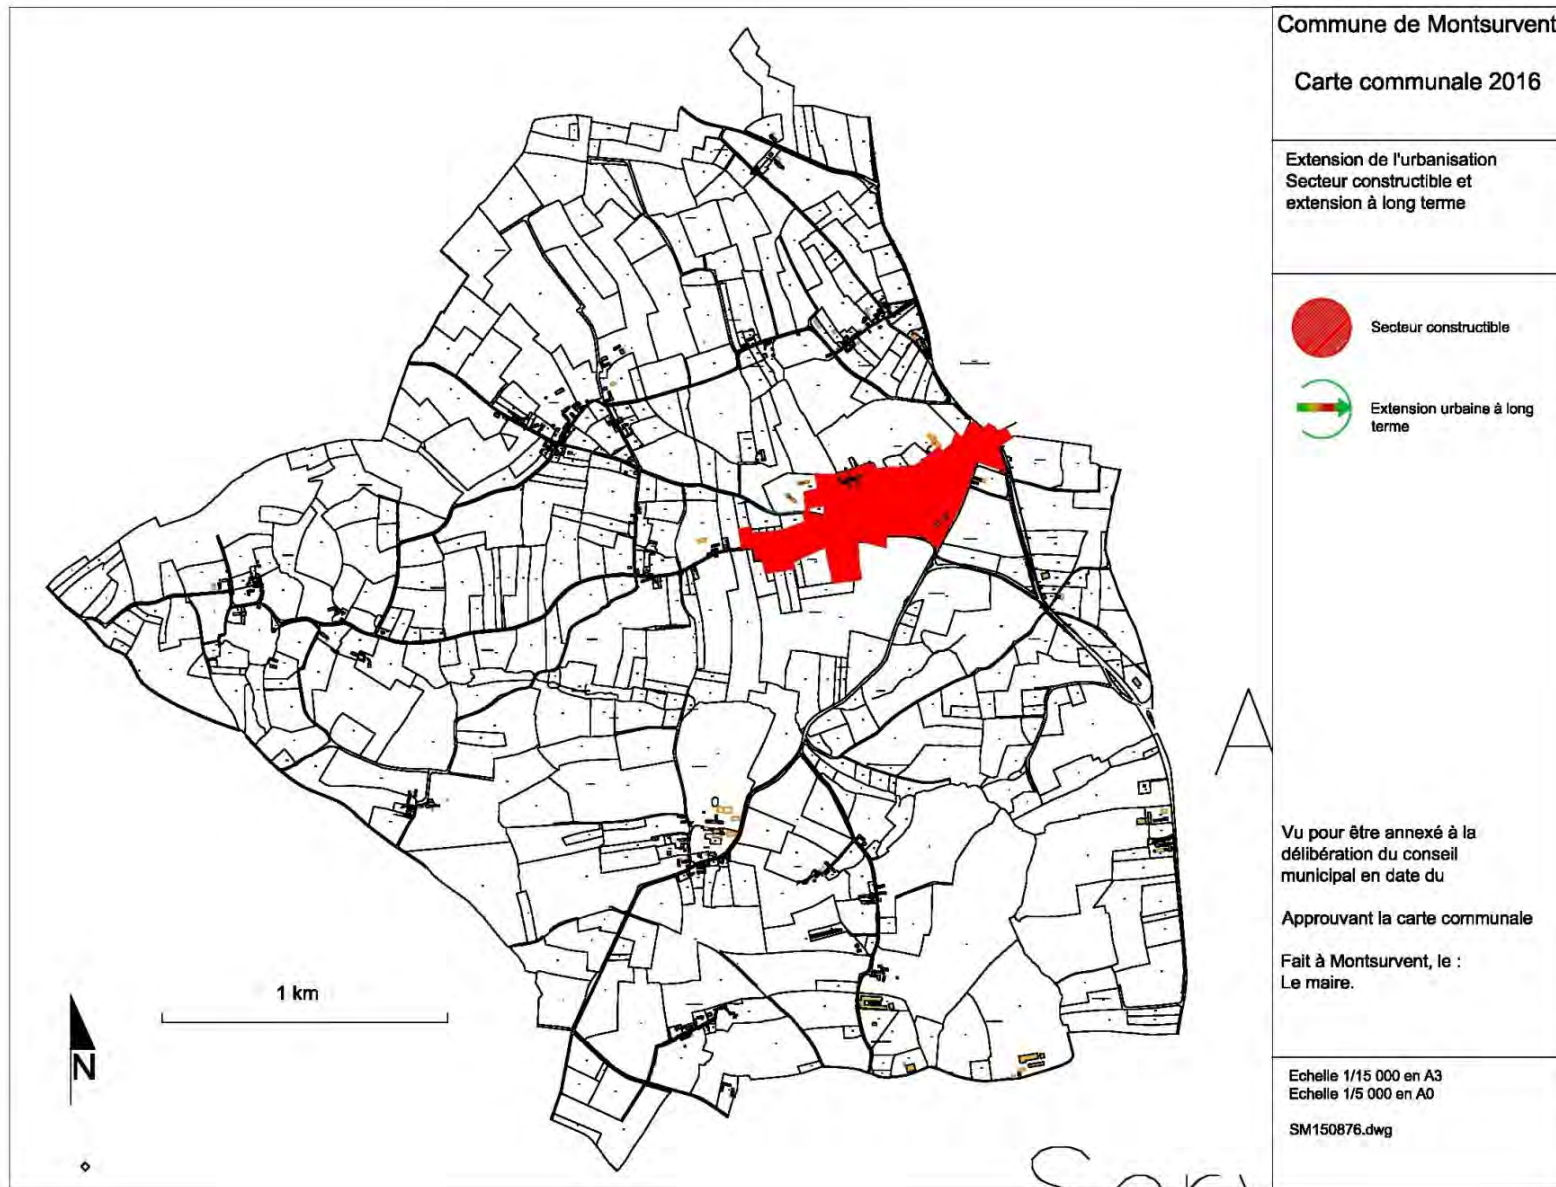 Commune de Montsurvent
Carte communale 2016
Extension de l'urbanisation
Secteur constructible et
extension à long terme
Secteur constructible
Extension urbaine à long
terme
Vu pour être annexé à la
délibération du conseil
municipal en date du
Approuvant la carte communale
Fait à Montsurvent, le :
Le maire.
Echelle 1/15 000 en A3
Echelle 1/5 000 en A0
SM150876.dwg
1 km
N
A